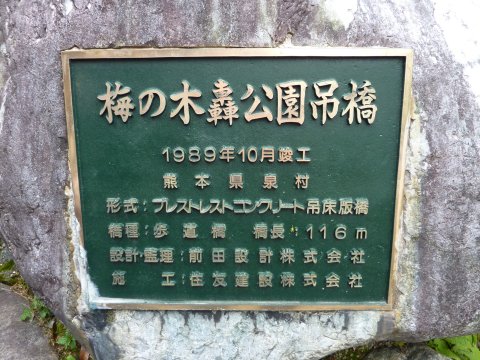 梅の木轟公園吊橋
1989年10月竣工
熊本県泉村
形式:プレストレストコンクリート吊床版橋
橋種:歩道橋 橋長:116m
設計・監理:前田設計株式会社
施工:住友建設株式会社